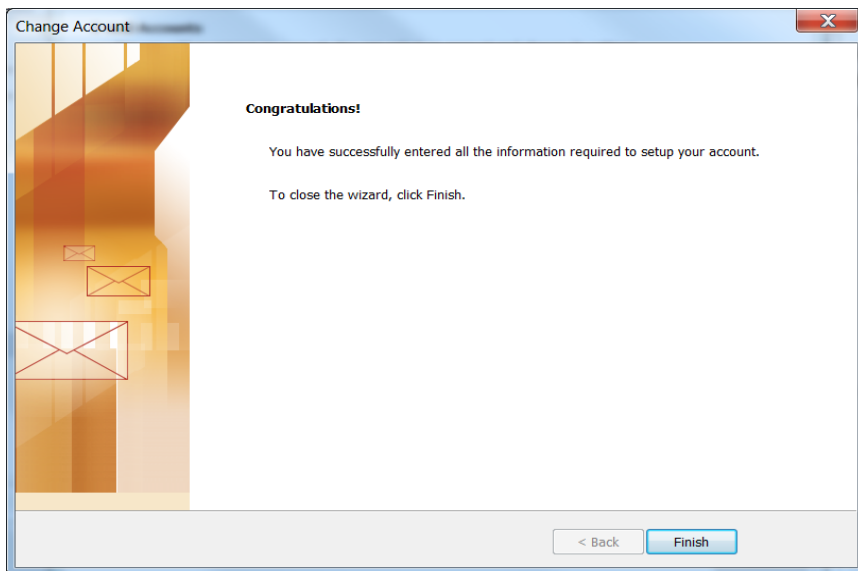 Change Account
Congratulations!
You have successfully entered all the information required to setup your account.
To close the wizard, click Finish.
< Back
Finish